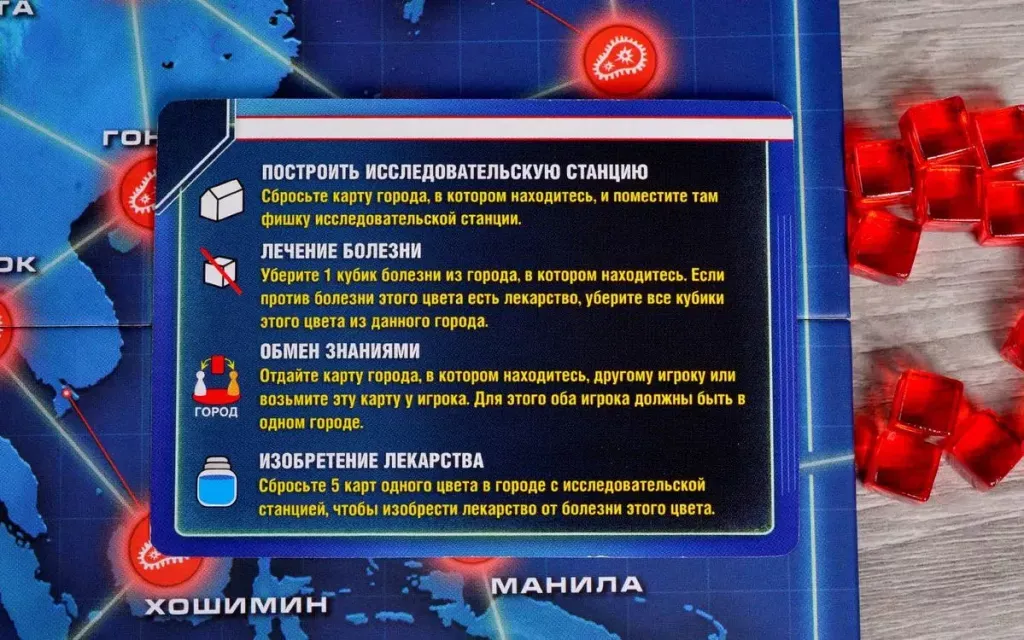 ТА
ГОН
ОК
ПОСТРОИТЬ ИССЛЕДОВАТЕЛЬСКУЮ СТАНЦИЮ
Сбросьте карту города, в котором находитесь, и поместите там
фишку исследовательской станции.
ЛЕЧЕНИЕ БОЛЕЗНИ
Уберите 1 кубик болезни из города, в котором находитесь. Если
против болезни этого цвета есть лекарство, уберите все кубики
этого цвета из данного города.
ОБМЕН ЗНАНИЯМИ
Отдайте карту города, в котором находитесь, другому игроку или
возьмите эту карту у игрока. Для этого оба игрока должны быть в
одном городе.
ГОРОД
ИЗОБРЕТЕНИЕ ЛЕКАРСТВА
Сбросьте 5 карт одного цвета в городе с исследовательской
станцией, чтобы изобрести лекарство от болезни этого цвета.
МАНИЛА
ХОШИМИН